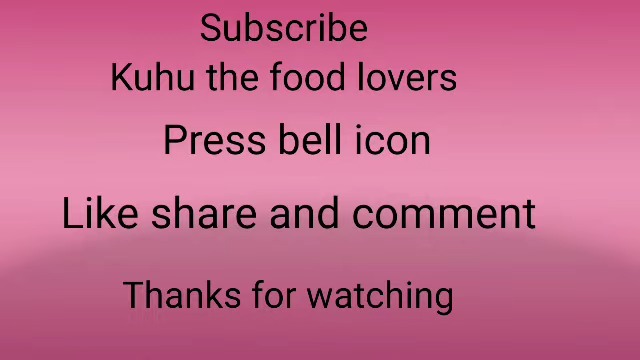 Subscribe
Kuhu the food lovers
Press bell icon
Like share and comment
Thanks for watching